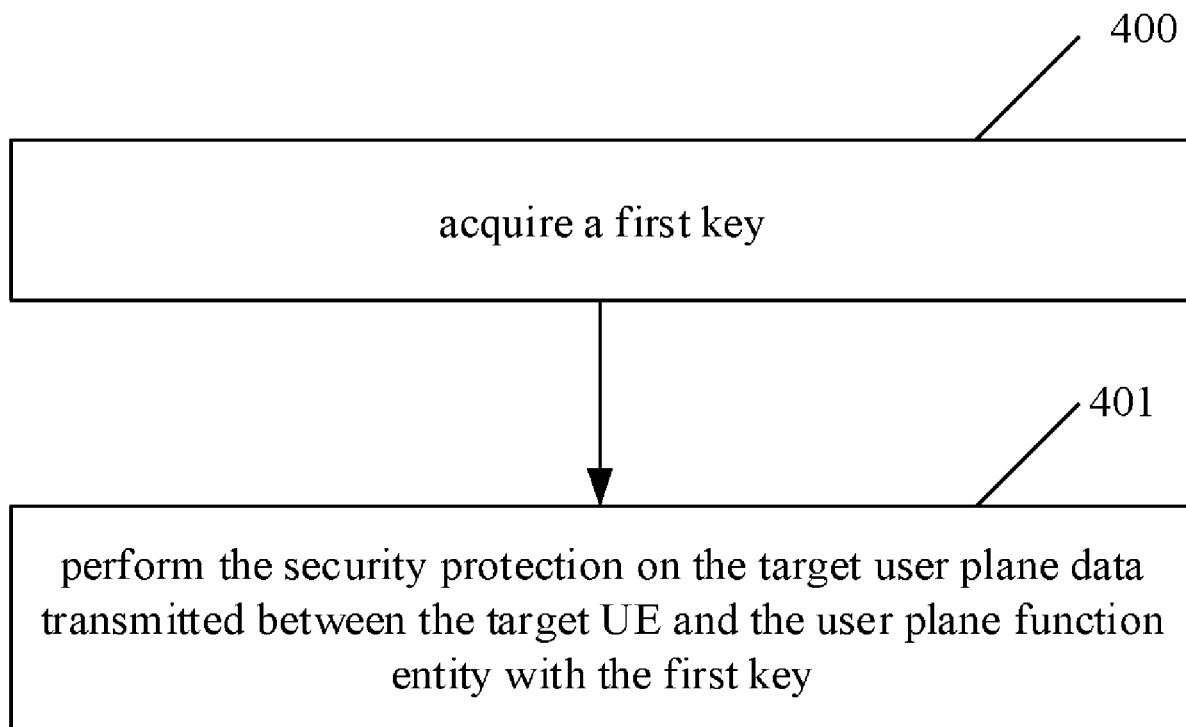 400
acquire a first key
401
perform the security protection on the target user plane data
transmitted between the target UE and the user plane function
entity with the first key